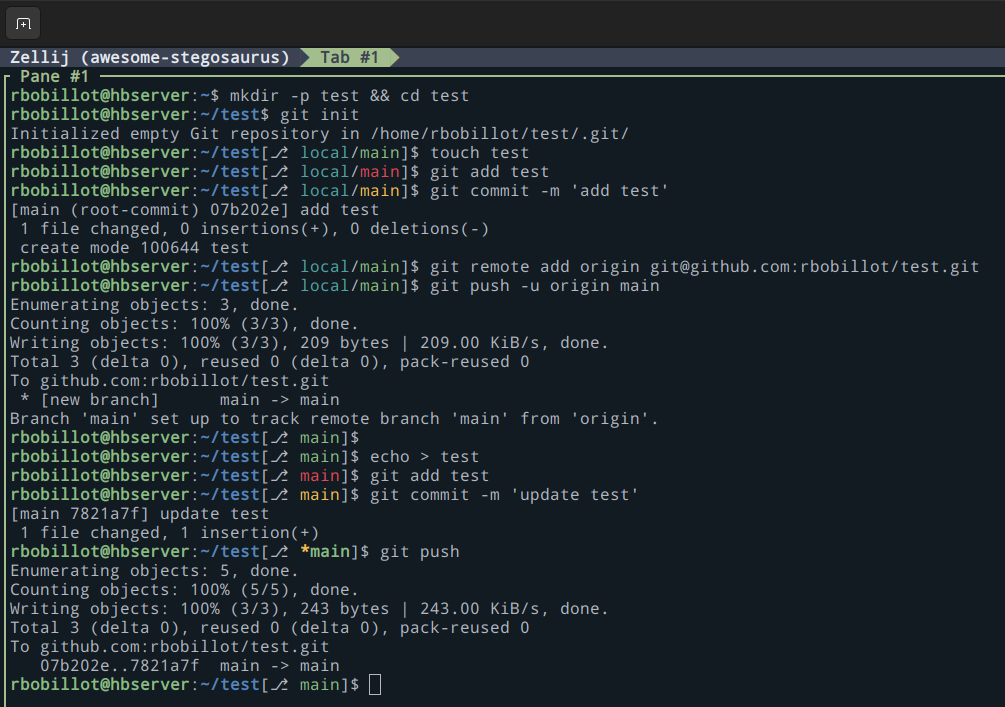 Zellij (awesome-stegosaurus) Tab #1
Pane #1
rbobillot@hbserver:~$ mkdir -p test && cd test
rbobillot@hbserver:~/test$ git init
Initialized empty Git repository in /home/rbobillot/test/.git/
rbobillot@hbserver:~/test[⎇ local/main]$ touch test
rbobillot@hbserver:~/test[⎇ local/main]$ git add test
rbobillot@hbserver:~/test[⎇ local/main]$ git commit -m 'add test'
[main (root-commit) 07b202e] add test
 1 file changed, 0 insertions(+), 0 deletions(-)
 create mode 100644 test
rbobillot@hbserver:~/test[⎇ local/main]$ git remote add origin git@github.com:rbobillot/test.git
rbobillot@hbserver:~/test[⎇ local/main]$ git push -u origin main
Enumerating objects: 3, done.
Counting objects: 100% (3/3), done.
Writing objects: 100% (3/3), 209 bytes | 209.00 KiB/s, done.
Total 3 (delta 0), reused 0 (delta 0), pack-reused 0
To github.com:rbobillot/test.git
 * [new branch]      main -> main
Branch 'main' set up to track remote branch 'main' from 'origin'.
rbobillot@hbserver:~/test[⎇ main]$
rbobillot@hbserver:~/test[⎇ main]$ echo > test
rbobillot@hbserver:~/test[⎇ main]$ git add test
rbobillot@hbserver:~/test[⎇ main]$ git commit -m 'update test'
[main 7821a7f] update test
 1 file changed, 1 insertion(+)
rbobillot@hbserver:~/test[⎇ *main]$ git push
Enumerating objects: 5, done.
Counting objects: 100% (5/5), done.
Writing objects: 100% (3/3), 243 bytes | 243.00 KiB/s, done.
Total 3 (delta 0), reused 0 (delta 0), pack-reused 0
To github.com:rbobillot/test.git
   07b202e..7821a7f  main -> main
rbobillot@hbserver:~/test[⎇ main]$